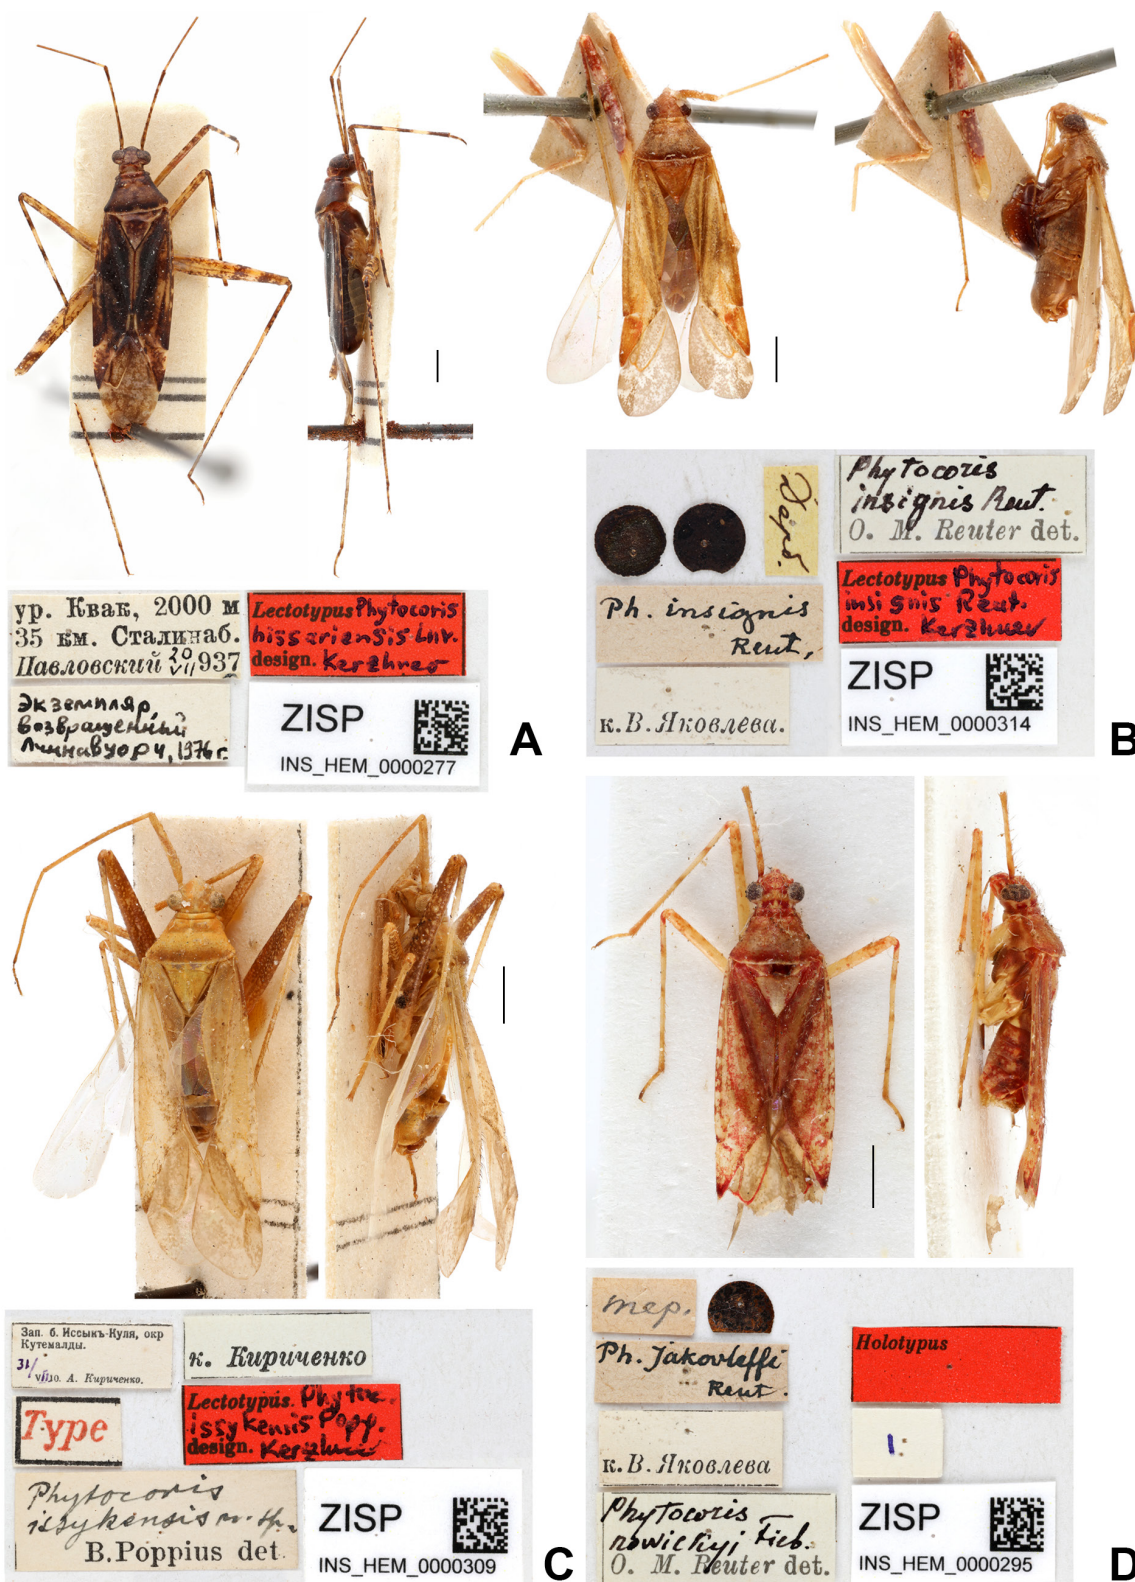 ур. Квак, 2000 м
35 км. Сталинаб.
Павловский 20/VII 937
Lectotypus Phytocoris
hissariensis Lnv.
design. Kerzhner
Экземпляр,
возвращенный
Линнавуори, 1976 г.
ZISP
INS_HEM_0000277
A
Phytocoris
insignis Reut.
O. M. Reuter det.
Ph. insignis
Reut,
Lectotypus Phytocoris
insignis Reut.
design. Kerzhner
к. В. Яковлева.
ZISP
INS_HEM_0000314
B
Зап. б. Иссыкъ-Куля, окр
Кутемалды.
31/VII 10. А. Кириченко.
к. Кириченко
Type
Lectotypus. Phytoc.
issykensis Popp.
design. Kerzhner
Phytocoris
issykensis n. sp.
B. Poppius det.
ZISP
INS_HEM_0000309
C
тер.
Ph. Jakovleffi
Reut.
Holotypus
к. В. Яковлева
1
Phytocoris
nowickyi Fieb.
O. M. Reuter det.
ZISP
INS_HEM_0000295
D